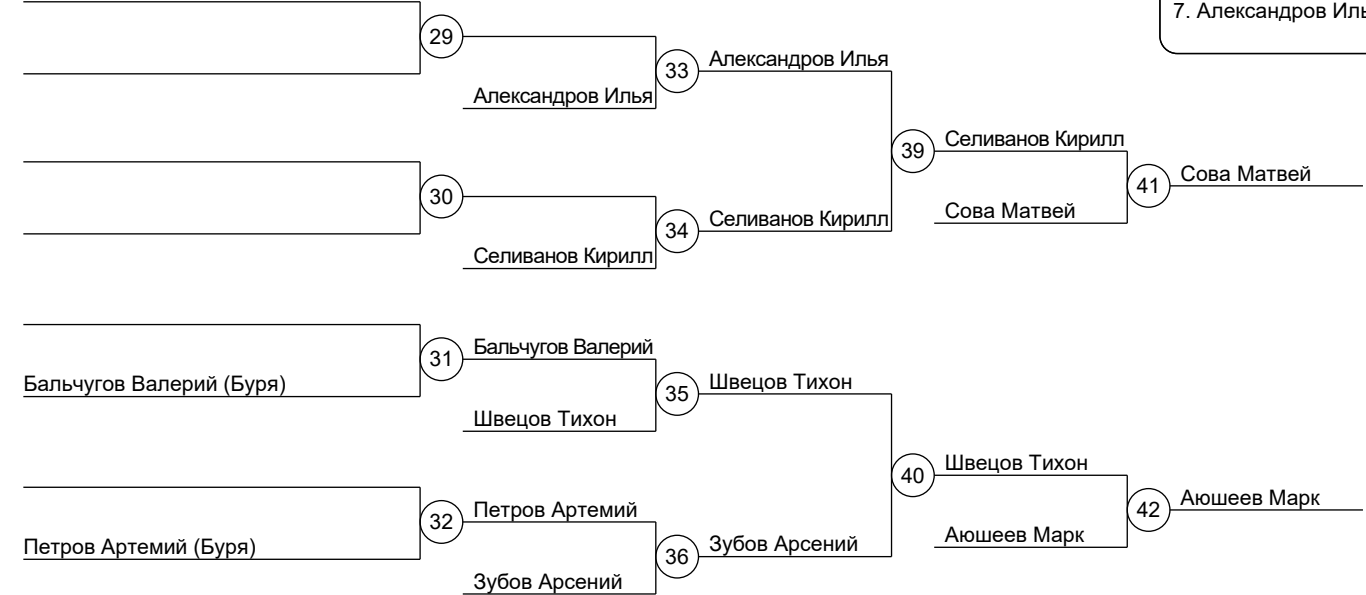 7. Александров Иль
29
Александров Илья
33
Александров Илья
39
Селиванов Кирилл
41
Сова Матвей
30
Селиванов Кирилл
34
Селиванов Кирилл
Сова Матвей
31
Бальчугов Валерий
Бальчугов Валерий (Буря)
35
Швецов Тихон
Швецов Тихон
40
Швецов Тихон
42
Аюшеев Марк
32
Петров Артемий
Петров Артемий (Буря)
36
Зубов Арсений
Зубов Арсений
Аюшеев Марк